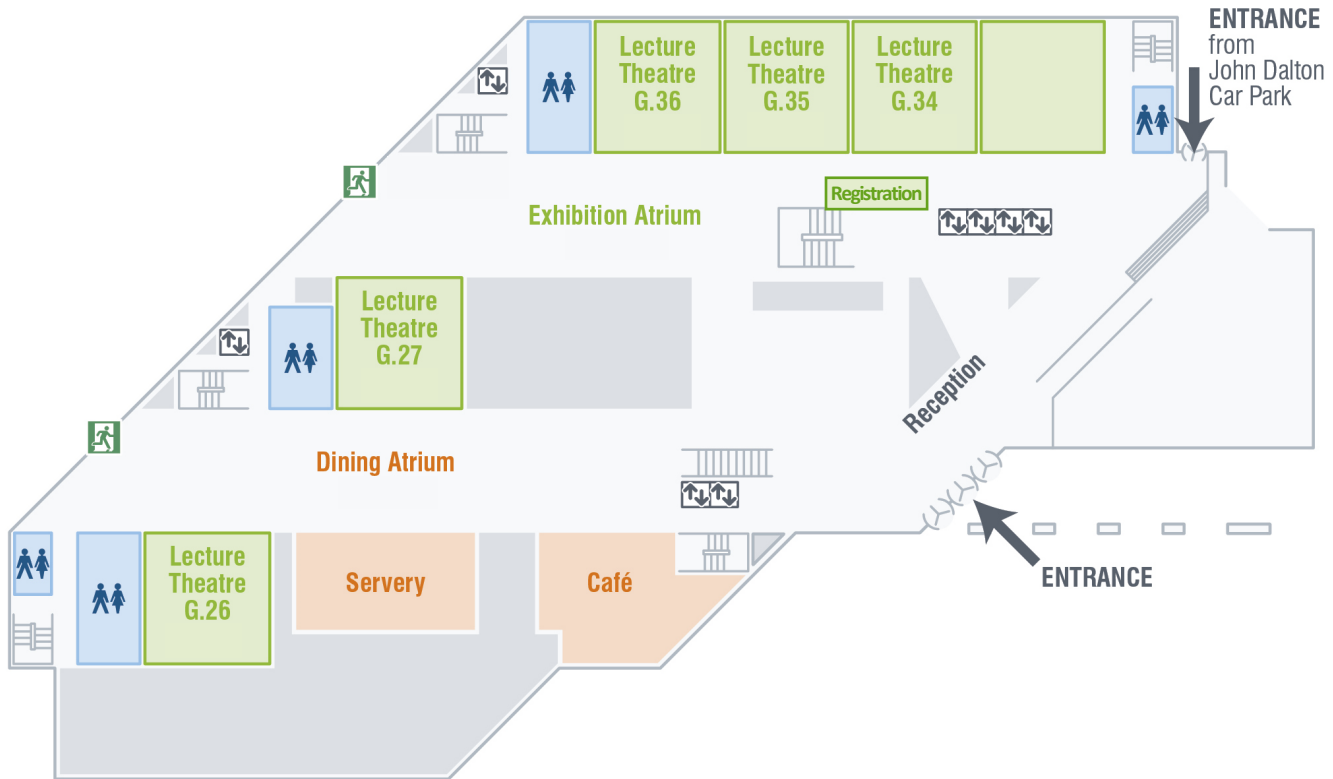 ENTRANCE
from
John Dalton
Car Park
Lecture
Theatre
G.36
Lecture
Theatre
G.35
Lecture
Theatre
G.34
Registration
Exhibition Atrium
Lecture
Theatre
G.27
Reception
Dining Atrium
Lecture
Theatre
G.26
Servery
Café
ENTRANCE